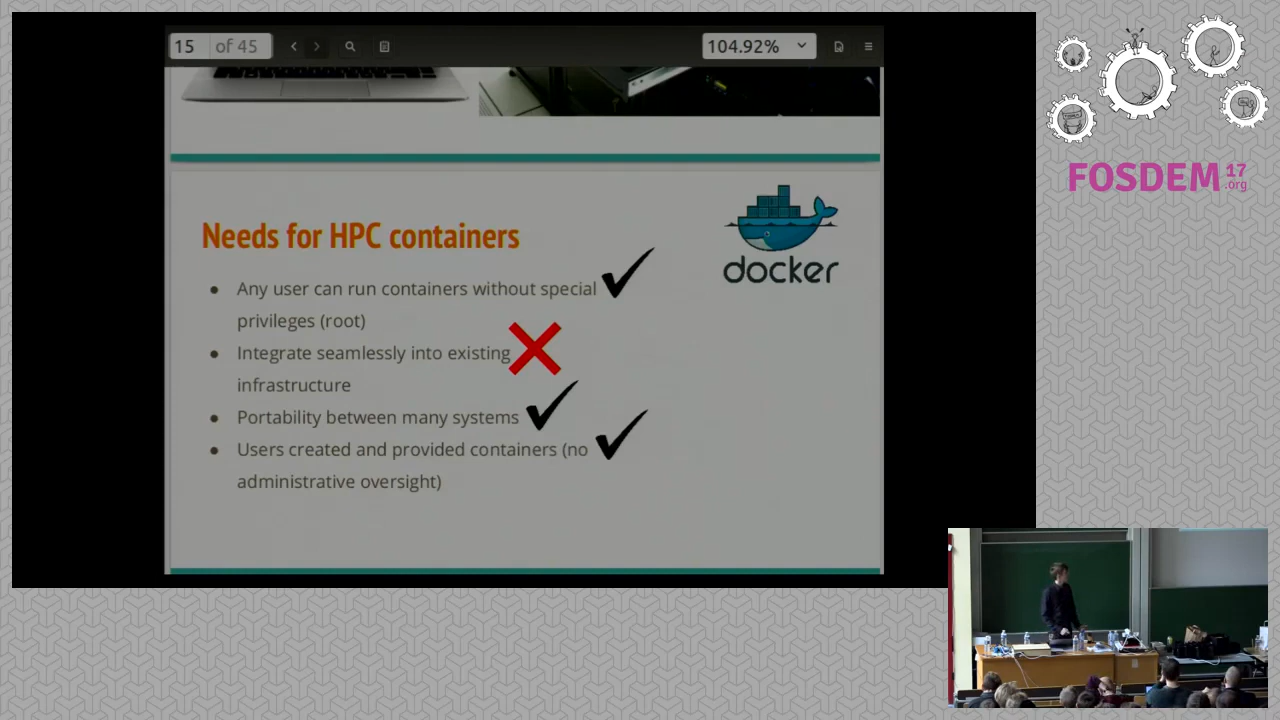 15 of 45
104.92%
Needs for HPC containers
docker
Any user can run containers without special
privileges (root)
Integrate seamlessly into existing
infrastructure
Portability between many systems
Users created and provided containers (no
administrative oversight)
FOSDEM 17
.org